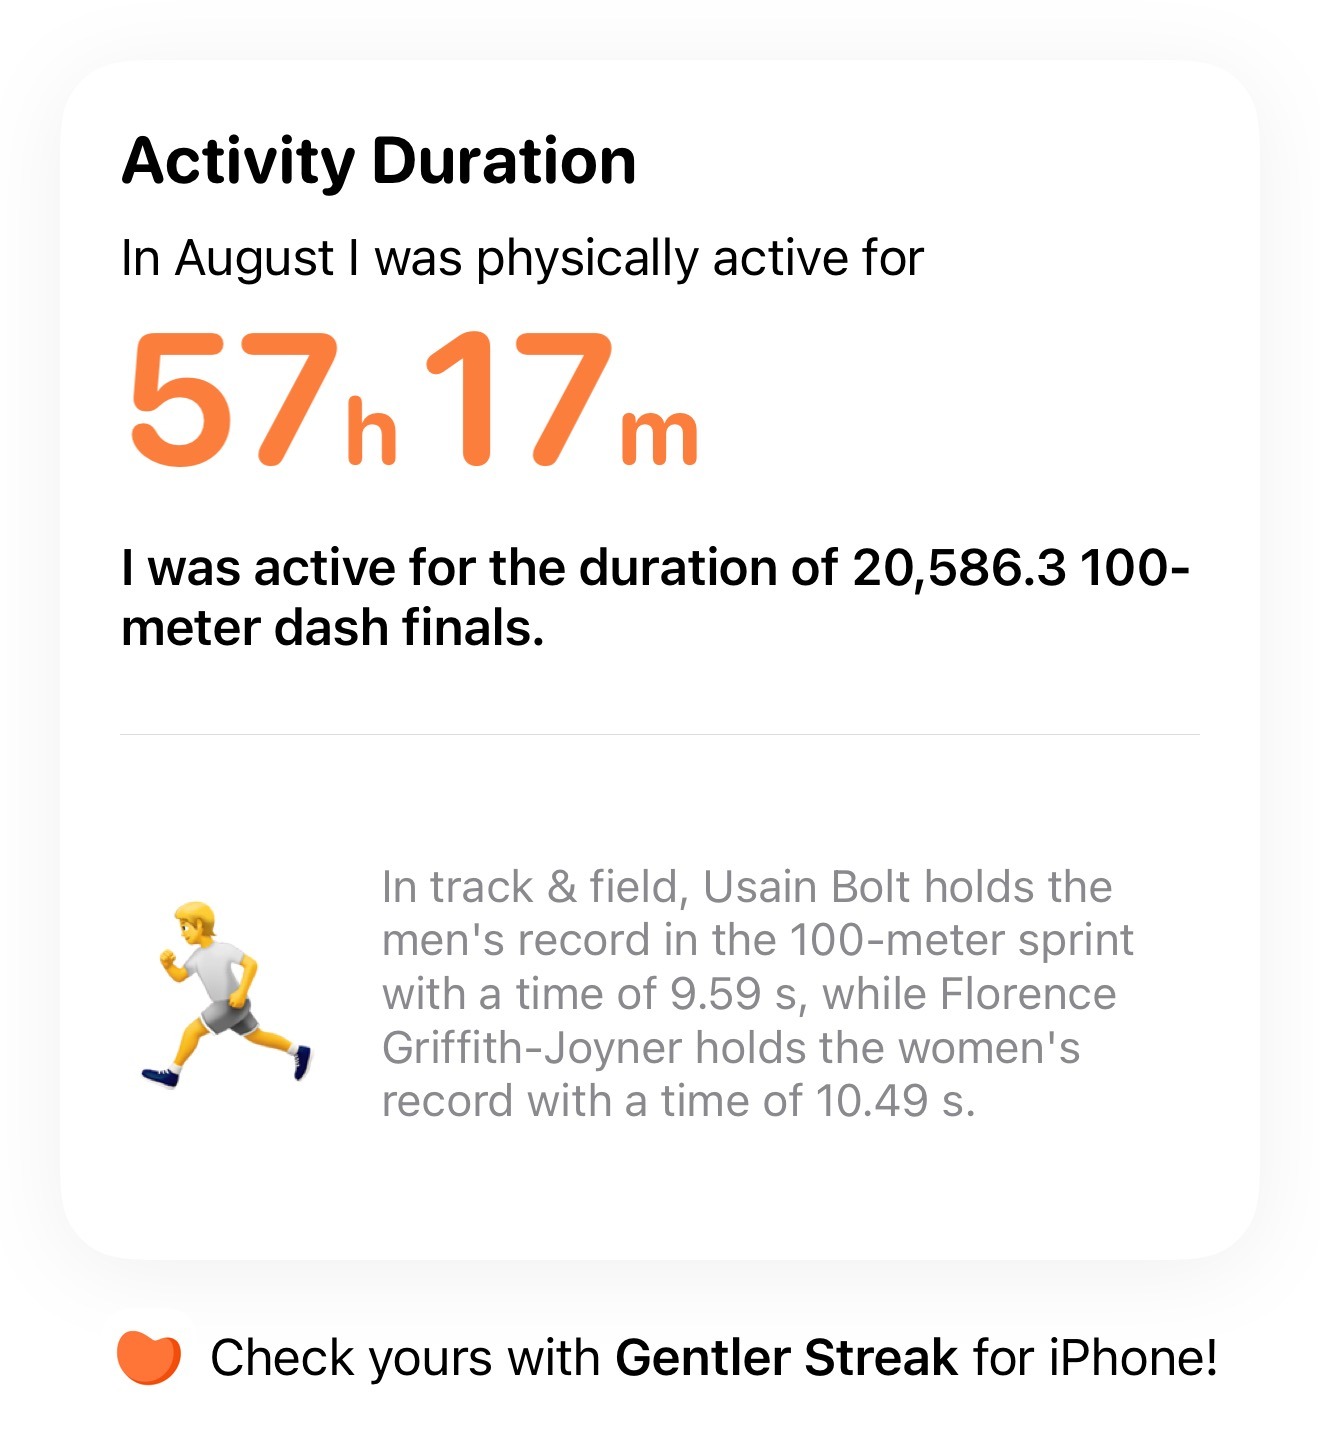 Activity Duration
In August I was physically active for
57h 17m
I was active for the duration of 20,586.3 100-
meter dash finals.
In track & field, Usain Bolt holds the
men's record in the 100-meter sprint
with a time of 9.59 s, while Florence
Griffith-Joyner holds the women's
record with a time of 10.49 s.
Check yours with Gentler Streak for iPhone!